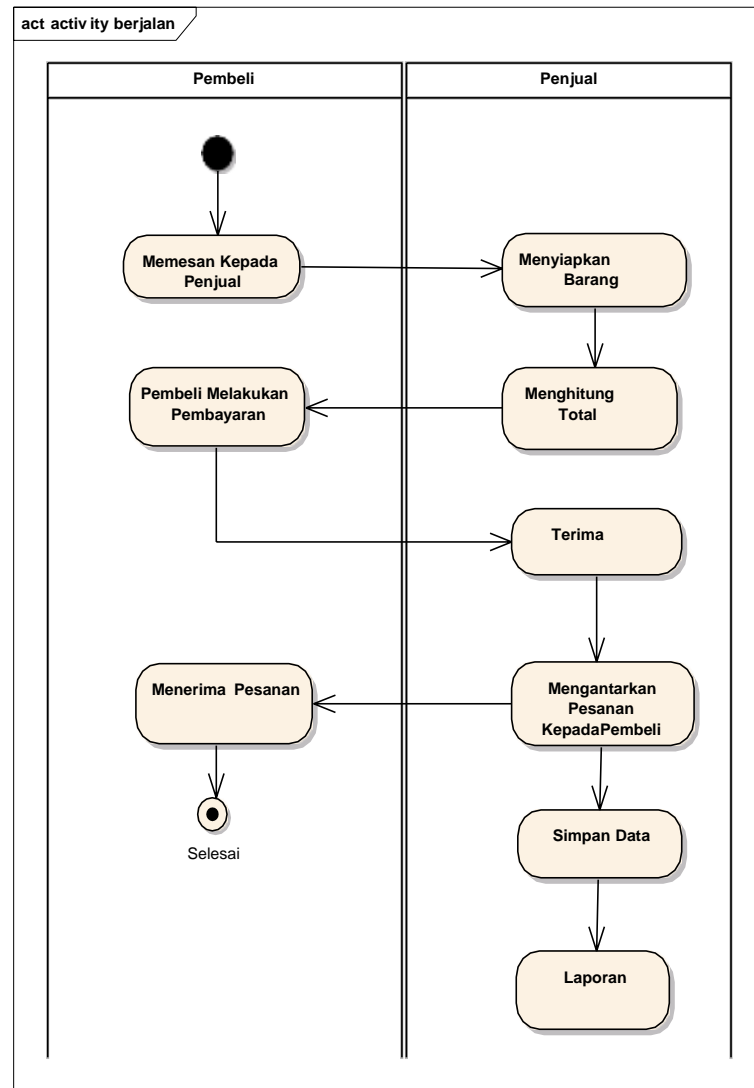 act activity berjalan
Pembeli
Penjual
Memesan Kepada
Penjual
Menyiapkan
Barang
Pembeli Melakukan
Pembayaran
Menghitung
Total
Terima
Menerima Pesanan
Mengantarkan
Pesanan
KepadaPembeli
Selesai
Simpan Data
Laporan